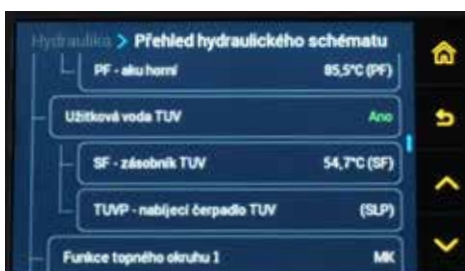 Hydraulika > Přehled hydraulického schématu
PF - aku horní 85,5°C (PF)
Užitková voda TUV Ano
SF - zásobník TUV 54,7°C (SF)
TUVP - nabíjecí čerpadlo TUV (SLP)
Funkce topného okruhu 1 MK